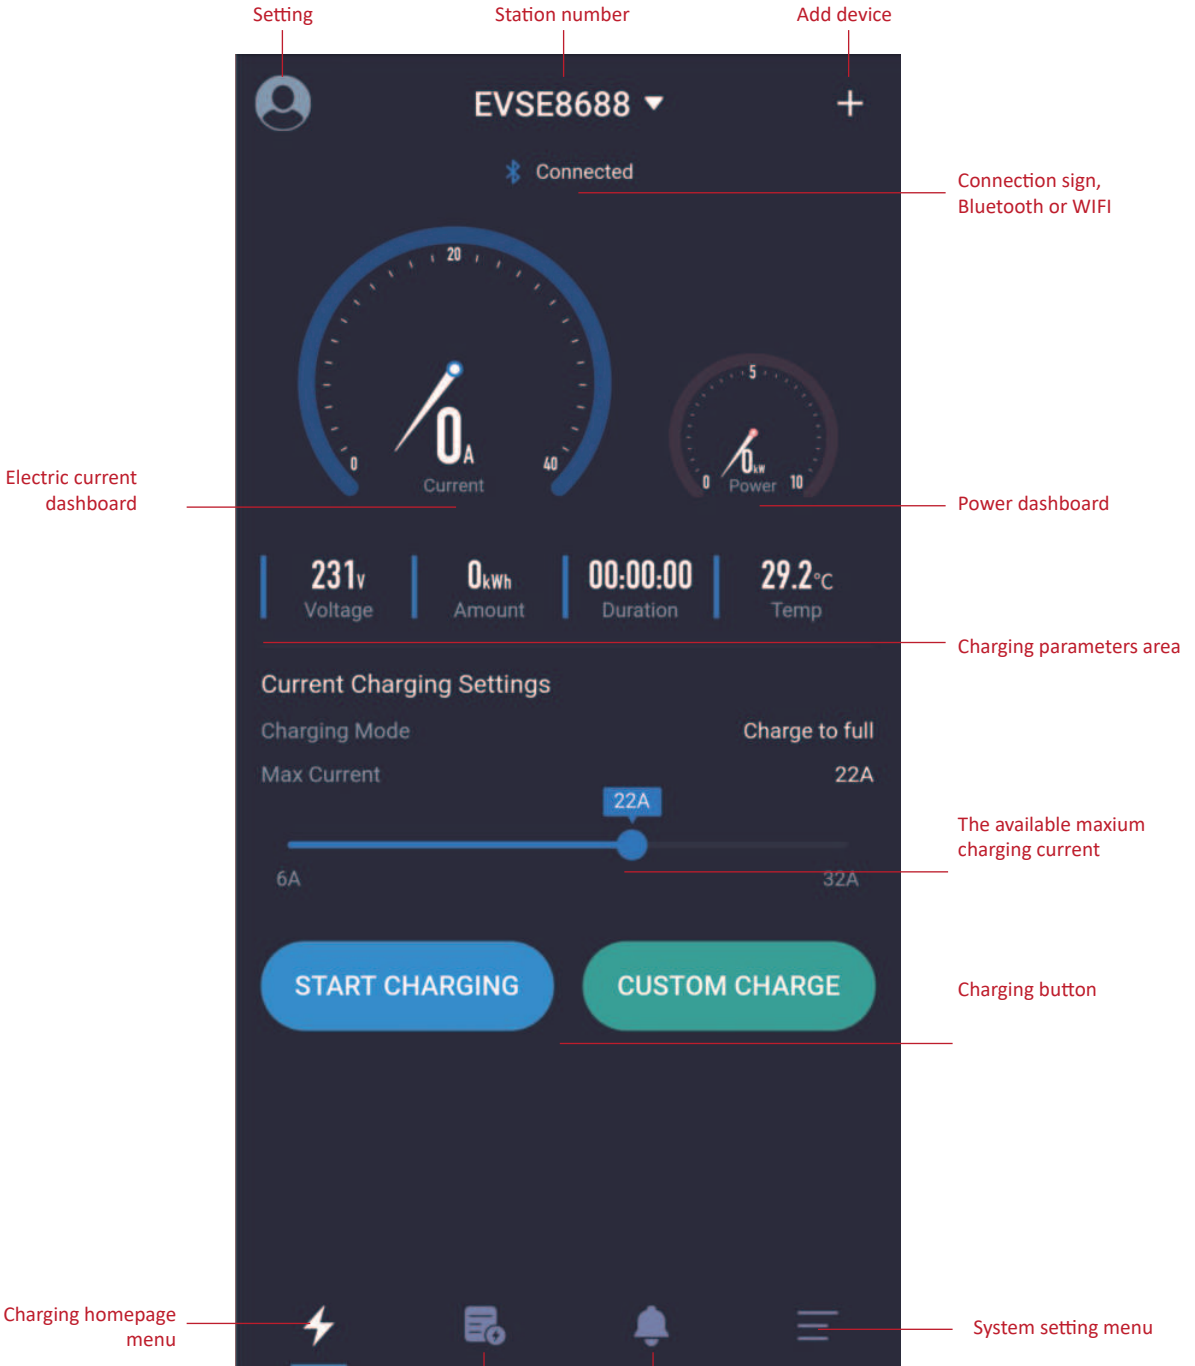 Setting
Station number
Add device
EVSE8688
Connected
Connection sign,
Bluetooth or WIFI
20
0
40
0A
Current
5
0
10
0kW
Power
Electric current
dashboard
Power dashboard
231V
Voltage
0kWh
Amount
00:00:00
Duration
29.2°C
Temp
Charging parameters area
Current Charging Settings
Charging Mode
Charge to full
Max Current
22A
22A
6A
32A
The available maxium
charging current
START CHARGING
CUSTOM CHARGE
Charging button
Charging homepage
menu
System setting menu